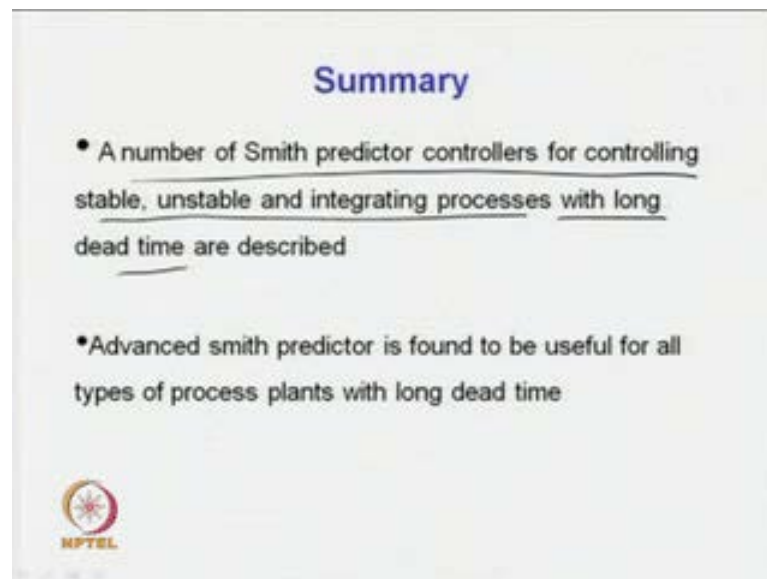 Summary
• A number of Smith predictor controllers for controlling
stable, unstable and integrating processes with long
dead time are described
•Advanced smith predictor is found to be useful for all
types of process plants with long dead time
NPTEL